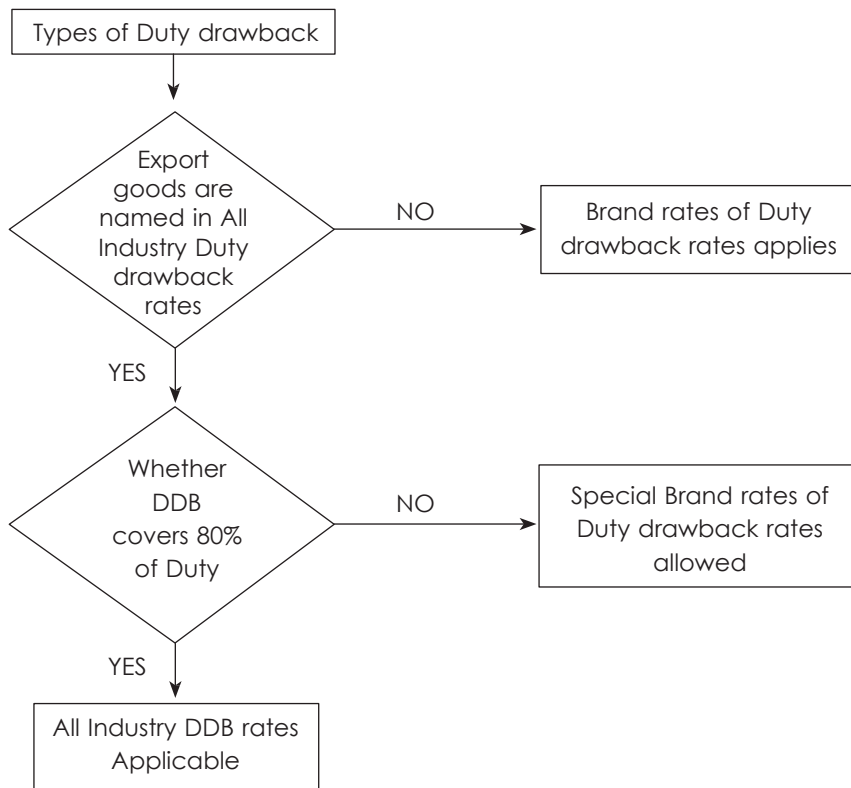 Types of Duty drawback
Export
goods are
named in All
Industry Duty
drawback
rates
NO
Brand rates of Duty
drawback rates applies
YES
Whether
DDB
covers 80%
of Duty
NO
Special Brand rates of
Duty drawback rates
allowed
YES
All Industry DDB rates
Applicable